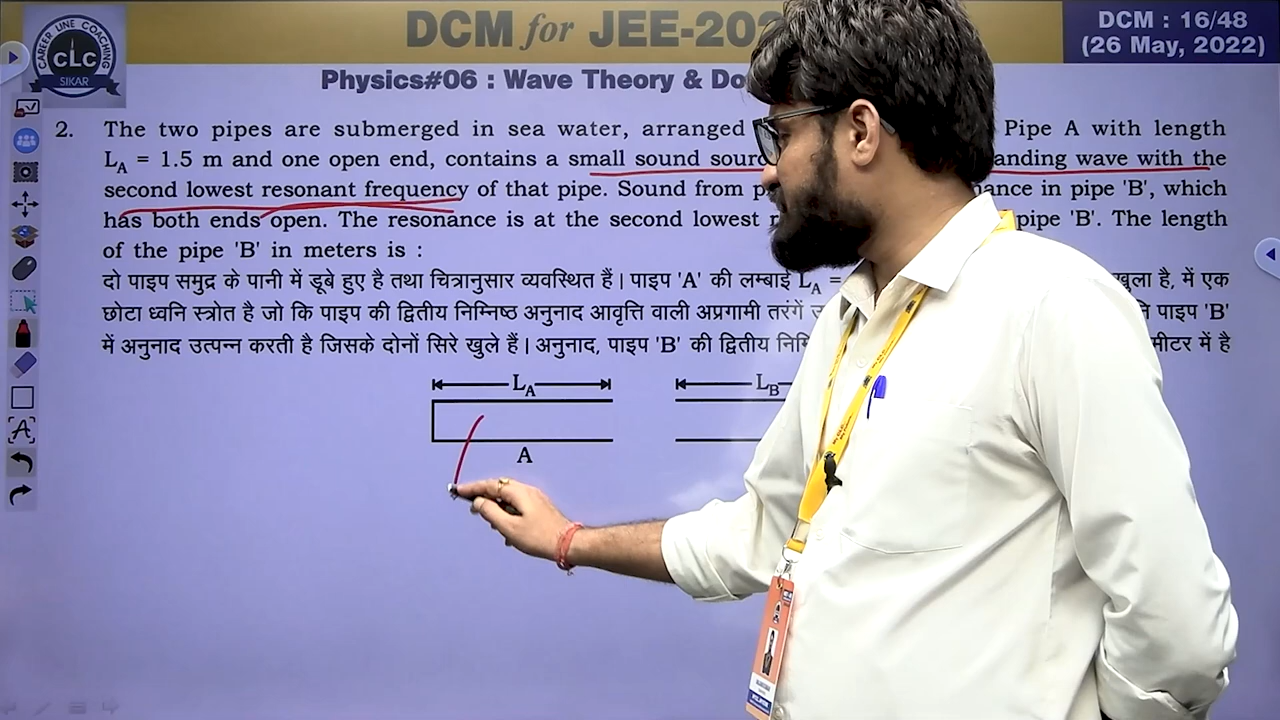 DCM for JEE-202
DCM : 16/48
(26 May, 2022)
CAREER LINE COACHING
CLC
SIKAR
Physics#06 : Wave Theory & Do
2. The two pipes are submerged in sea water, arranged Pipe A with length
LA = 1.5 m and one open end, contains a small sound sour anding wave with the
second lowest resonant frequency of that pipe. Sound from p nance in pipe 'B', which
has both ends open. The resonance is at the second lowest r pipe 'B'. The length
of the pipe 'B' in meters is :
दो पाइप समुद्र के पानी में डूबे हुए है तथा चित्रानुसार व्यवस्थित हैं। पाइप 'A' की लम्बाई LA = खुला है, में एक
छोटा ध्वनि स्त्रोत है जो कि पाइप की द्वितीय निम्निष्ठ अनुनाद आवृत्ति वाली अप्रगामी तरंगें उ नि पाइप 'B'
में अनुनाद उत्पन्न करती है जिसके दोनों सिरे खुले हैं। अनुनाद, पाइप 'B' की द्वितीय निम्नि मीटर में है
LA
LB
A